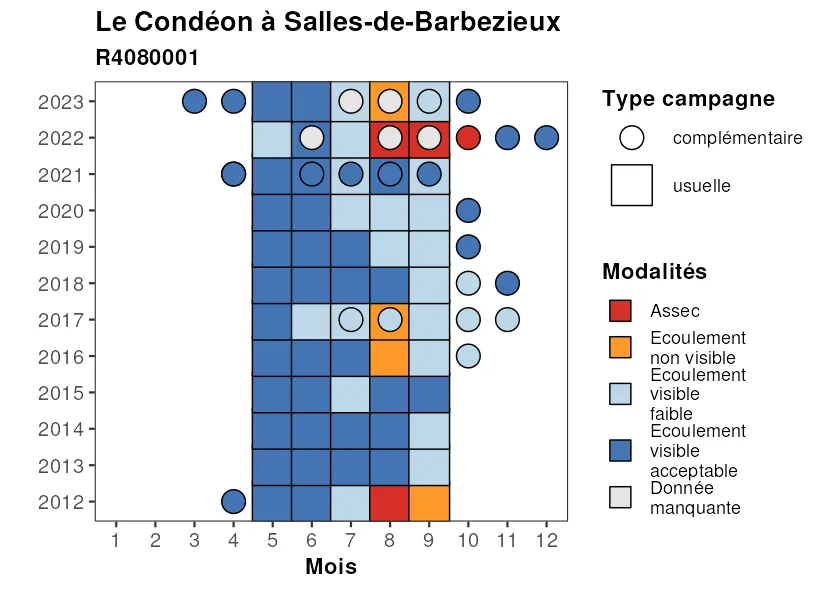 Le Condéon à Salles-de-Barbezieux
R4080001
2023
2022
2021
2020
2019
2018
2017
2016
2015
2014
2013
2012
1 2 3 4 5 6 7 8 9 10 11 12
Mois
Type campagne
complémentaire
usuelle
Modalités
Assec
Ecoulement
non visible
Ecoulement
visible
faible
Ecoulement
visible
acceptable
Donnée
manquante